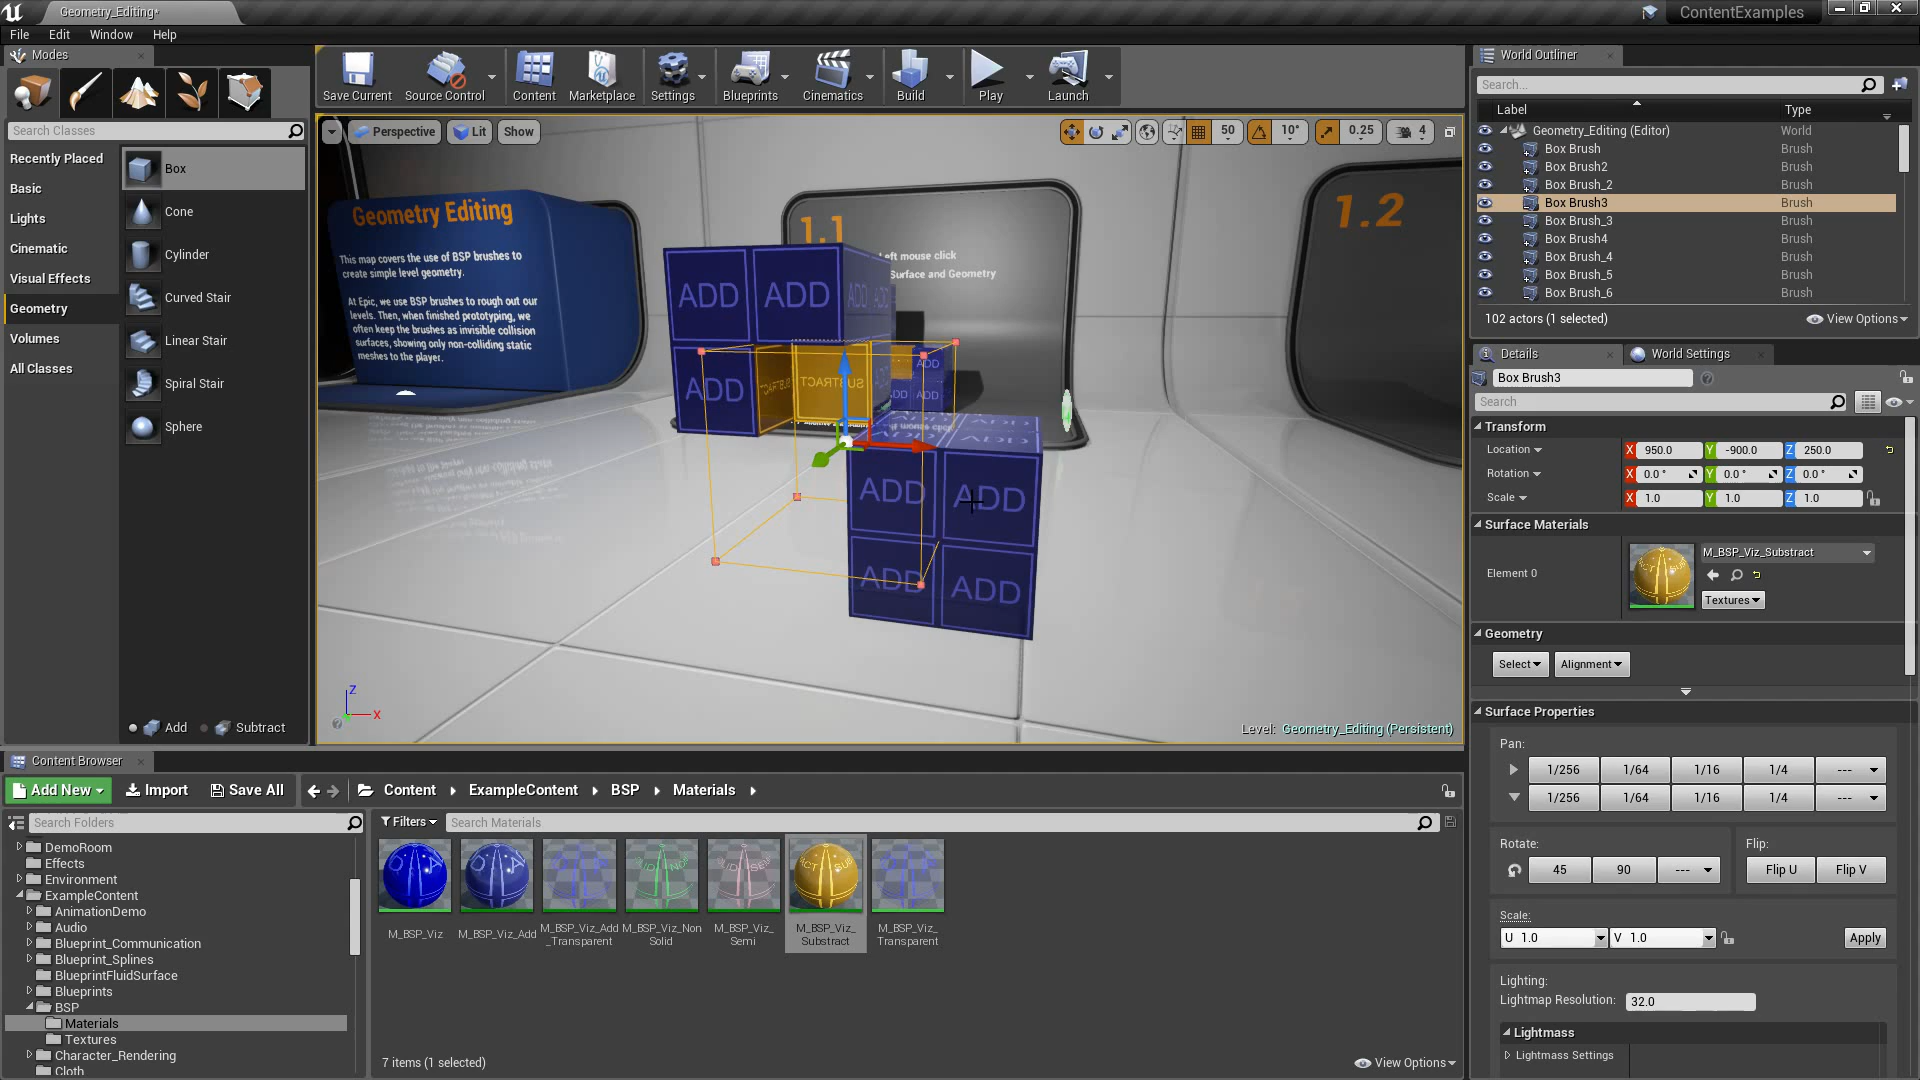 Geometry_Editing*
ContentExamples
File Edit Window Help
Modes
Search Classes
Recently Placed
Basic
Lights
Cinematic
Visual Effects
Geometry
Volumes
All Classes
Box
Cone
Cylinder
Curved Stair
Linear Stair
Spiral Stair
Sphere
Add Subtract
Save Current Source Control Content Marketplace Settings Blueprints Cinematics Build Play Launch
Perspective Lit Show
50 10° 0.25 4
Geometry Editing
This map covers the use of BSP brushes to
create simple level geometry.
At Epic, we use BSP brushes to rough out our
levels. Then, when finished prototyping, we
often keep the brushes as invisible collision
surfaces, showing only non-colliding static
meshes to the player.
1.1
Left mouse click
Surface and Geometry
1.2
ADD ADD ADD ADD
ADD SUBTRACT SUBTRACT ADD
ADD ADD
ADD ADD
ADD ADD
Z
X
Level: Geometry_Editing (Persistent)
World Outliner
Search...
Label Type
Geometry_Editing (Editor) World
Box Brush Brush
Box Brush2 Brush
Box Brush_2 Brush
Box Brush3 Brush
Box Brush_3 Brush
Box Brush4 Brush
Box Brush_4 Brush
Box Brush_5 Brush
Box Brush_6 Brush
102 actors (1 selected) View Options
Details World Settings
Box Brush3
Search
Transform
Location X 950.0 Y -900.0 Z 250.0
Rotation X 0.0 ° Y 0.0 ° Z 0.0 °
Scale X 1.0 Y 1.0 Z 1.0
Surface Materials
Element 0
M_BSP_Viz_Substract
Textures
Geometry
Select Alignment
Surface Properties
Pan:
1/256 1/64 1/16 1/4 ---
1/256 1/64 1/16 1/4 ---
Rotate: Flip:
45 90 --- Flip U Flip V
Scale:
U 1.0 V 1.0 Apply
Lighting:
Lightmap Resolution: 32.0
Lightmass
Lightmass Settings
Content Browser
Add New Import Save All Content ExampleContent BSP Materials
Search Folders
DemoRoom
Effects
Environment
ExampleContent
AnimationDemo
Audio
Blueprint_Communication
Blueprint_Splines
BlueprintFluidSurface
Blueprints
BSP
Materials
Textures
Character_Rendering
Cloth
Filters Search Materials
M_BSP_Viz
M_BSP_Viz_Add
M_BSP_Viz_Add
_Transparent
M_BSP_Viz_Non
Solid
M_BSP_Viz_
Semi
M_BSP_Viz_
Substract
M_BSP_Viz_
Transparent
7 items (1 selected) View Options